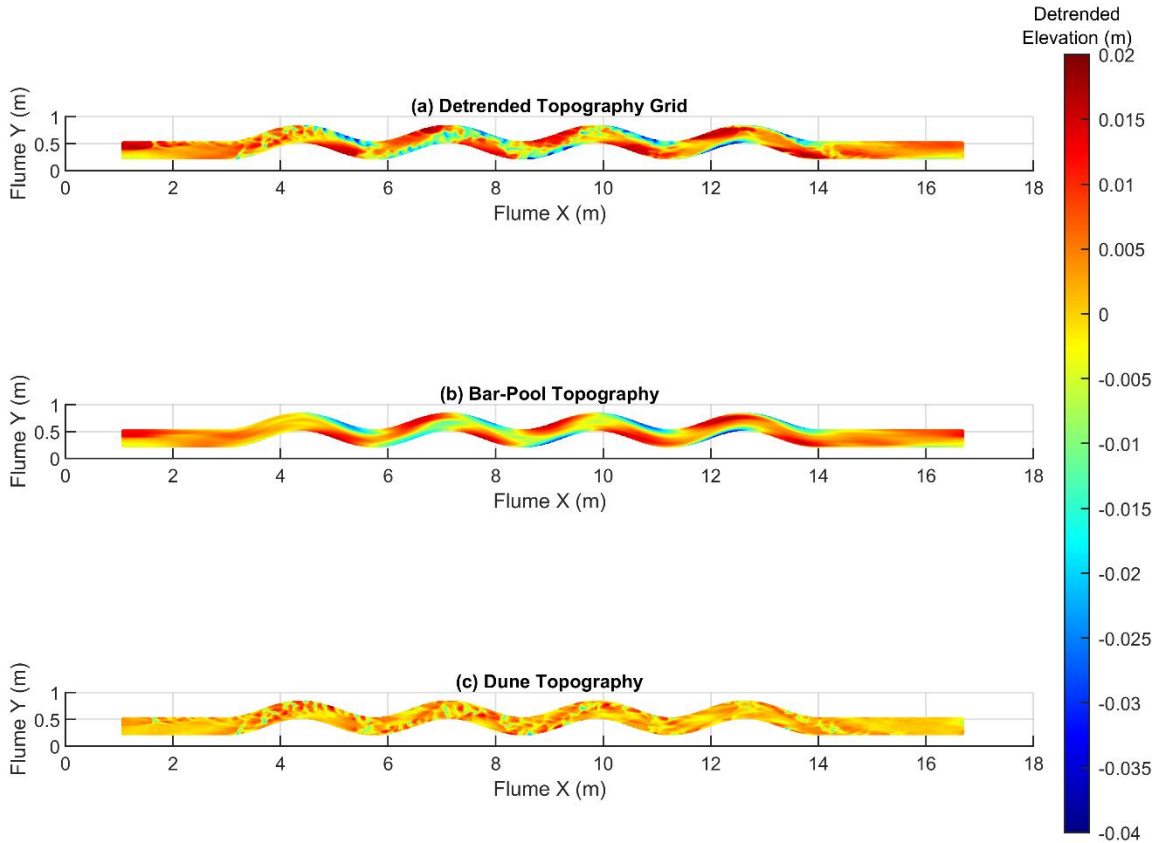 Detrended
Elevation (m)
0.02
0.015
0.01
0.005
0
-0.005
-0.01
-0.015
-0.02
-0.025
-0.03
-0.035
-0.04
(a) Detrended Topography Grid
Flume Y (m)
1
0.5
0
0 2 4 6 8 10 12 14 16 18
Flume X (m)
(b) Bar-Pool Topography
Flume Y (m)
1
0.5
0
0 2 4 6 8 10 12 14 16 18
Flume X (m)
(c) Dune Topography
Flume Y (m)
1
0.5
0
0 2 4 6 8 10 12 14 16 18
Flume X (m)